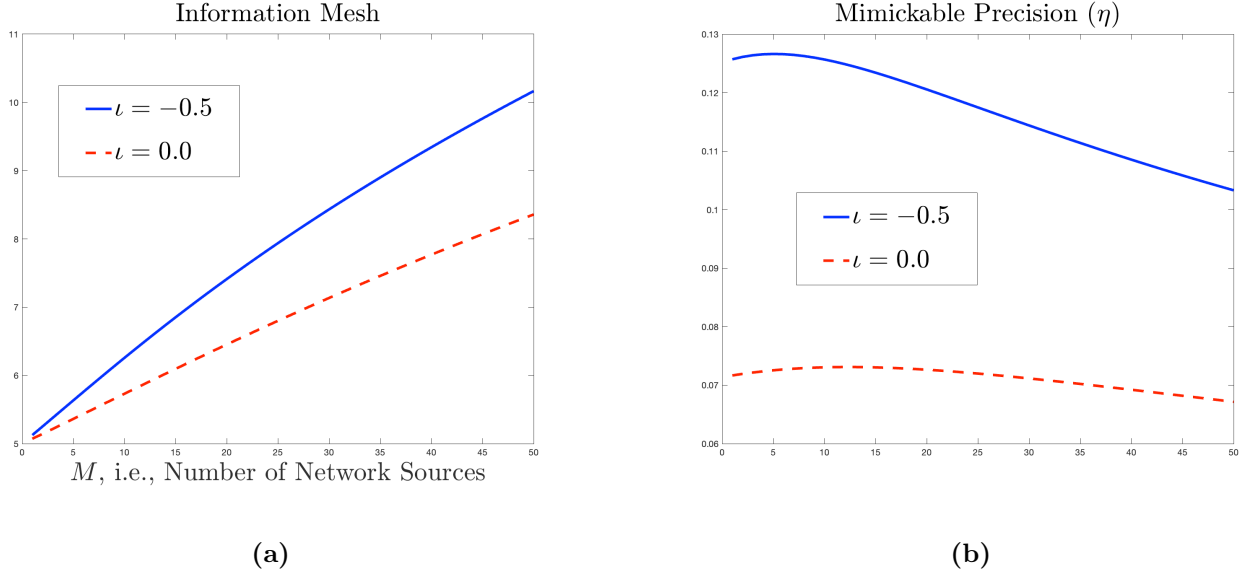 Information Mesh
11
10
9
8
7
6
5
ι = −0.5
ι = 0.0
0 5 10 15 20 25 30 35 40 45 50
M, i.e., Number of Network Sources
(a)
Mimickable Precision (η)
0.13
0.12
0.11
0.1
0.09
0.08
0.07
0.06
ι = −0.5
ι = 0.0
0 5 10 15 20 25 30 35 40 45 50
(b)